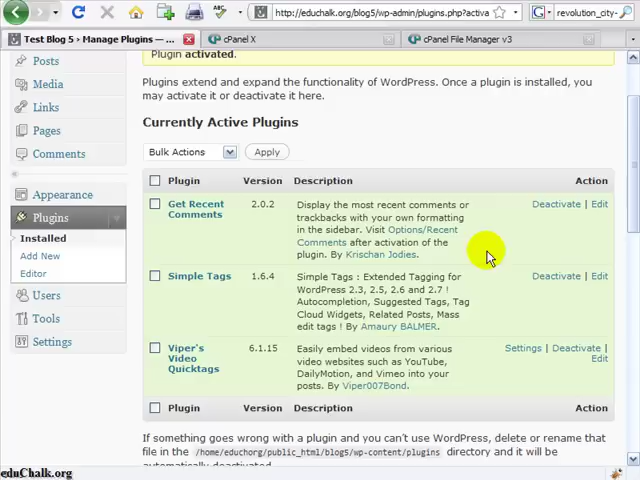 http://educhalk.org/blog5/wp-admin/plugins.php?activa
revolution_city-
Test Blog 5 › Manage Plugins — ...
cPanel X
cPanel File Manager v3
Plugin activated.
Posts
Media
Links
Pages
Comments
Appearance
Plugins
Installed
Add New
Editor
Users
Tools
Settings
Plugins extend and expand the functionality of WordPress. Once a plugin is installed, you
may activate it or deactivate it here.
Currently Active Plugins
Bulk Actions
Apply
Plugin Version Description Action
Get Recent
Comments
2.0.2
Display the most recent comments or
trackbacks with your own formatting
in the sidebar. Visit Options/Recent
Comments after activation of the
plugin. By Krischan Jodies.
Deactivate | Edit
Simple Tags
1.6.4
Simple Tags : Extended Tagging for
WordPress 2.3, 2.5, 2.6 and 2.7 !
Autocompletion, Suggested Tags, Tag
Cloud Widgets, Related Posts, Mass
edit tags ! By Amaury BALMER.
Deactivate | Edit
Viper's
Video
Quicktags
6.1.15
Easily embed videos from various
video websites such as YouTube,
DailyMotion, and Vimeo into your
posts. By Viper007Bond.
Settings | Deactivate |
Edit
Plugin Version Description Action
If something goes wrong with a plugin and you can't use WordPress, delete or rename that
file in the /home/educhorg/public_html/blog5/wp-content/plugins directory and it will be
automatically deactivated.
eduChalk.org